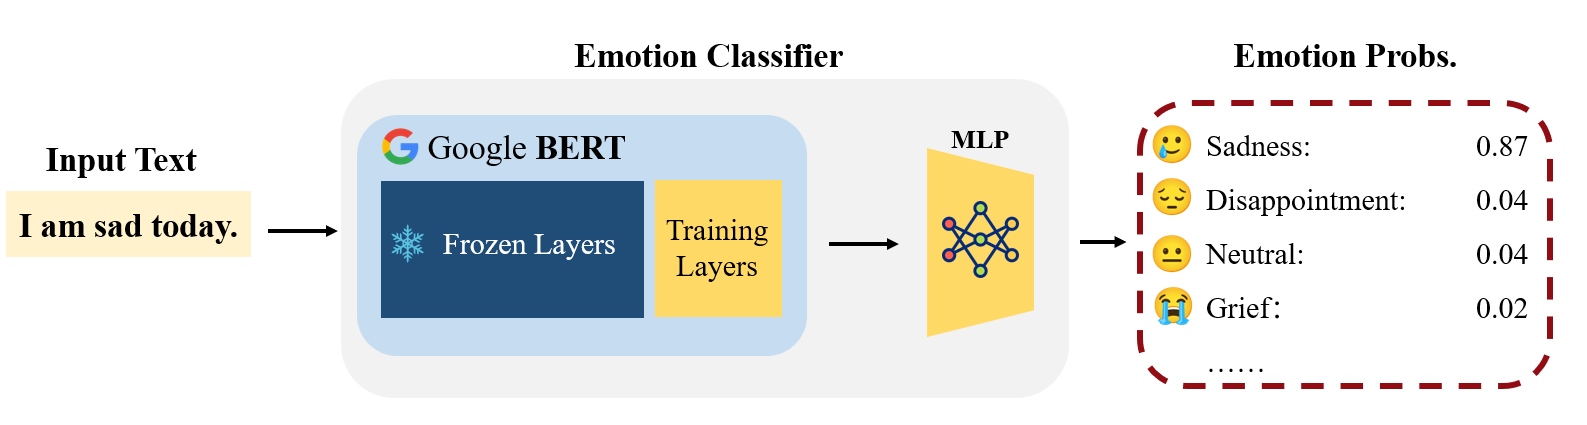 Input Text
I am sad today.
Emotion Classifier
Google BERT
Frozen Layers
Training
Layers
MLP
Emotion Probs.
Sadness: 0.87
Disappointment: 0.04
Neutral: 0.04
Grief: 0.02
......